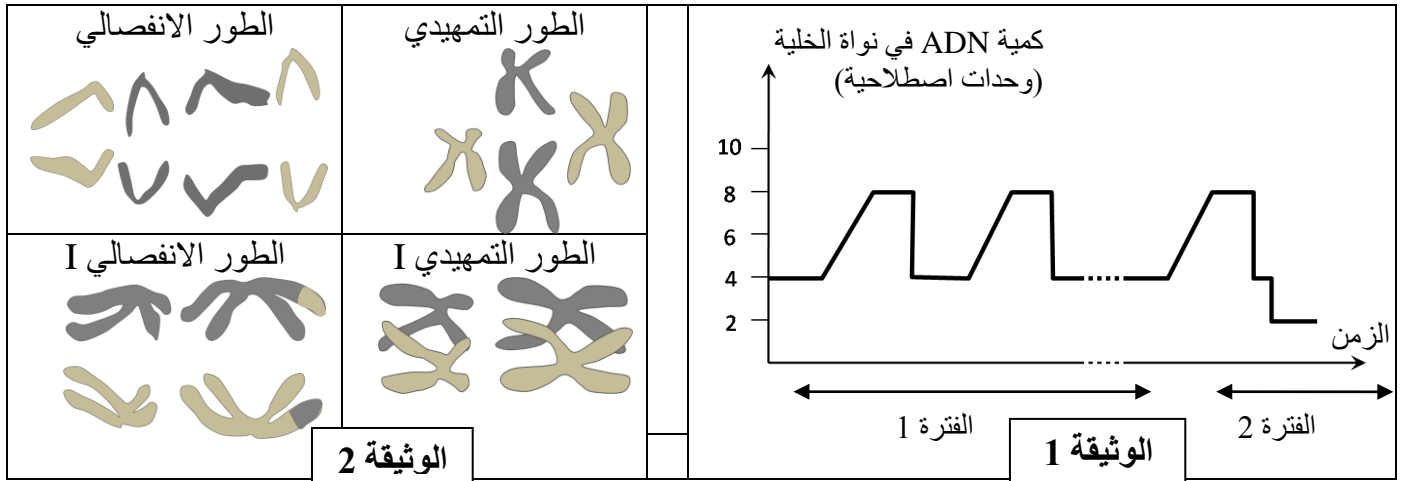 كمية ADN في نواة الخلية
(وحدات اصطلاحية)
10
8
6
4
2
الزمن
الفترة 1
الفترة 2
الوثيقة 1
الطور التمهيدي
الطور الانفصالي
الطور التمهيدي I
الطور الانفصالي I
الوثيقة 2